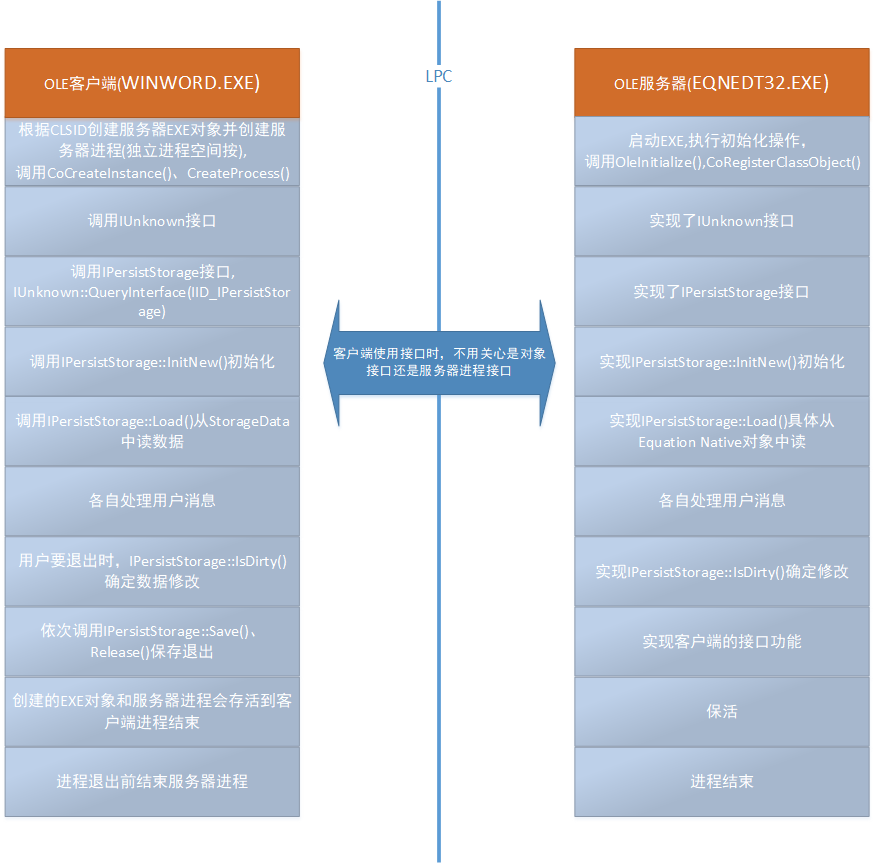 LPC
OLE客户端(WINWORD.EXE)
根据CLSID创建服务器EXE对象并创建服
务器进程(独立进程空间按),
调用CoCreateInstance()、CreateProcess()
调用IUnknown接口
调用IPersistStorage接口,
IUnknown::QueryInterface(IID_IPersistStor
age)
调用IPersistStorage::InitNew()初始化
调用IPersistStorage::Load()从StorageData
中读数据
各自处理用户消息
用户要退出时，IPersistStorage::IsDirty()
确定数据修改
依次调用IPersistStorage::Save()、
Release()保存退出
创建的EXE对象和服务器进程会存活到客
户端进程结束
进程退出前结束服务器进程
客户端使用接口时，不用关心是对象
接口还是服务器进程接口
OLE服务器(EQNEDT32.EXE)
启动EXE,执行初始化操作，
调用OleInitialize(),CoRegisterClassObject()
实现了IUnknown接口
实现了IPersistStorage接口
实现IPersistStorage::InitNew()初始化
实现IPersistStorage::Load()具体从
Equation Native对象中读
各自处理用户消息
实现IPersistStorage::IsDirty()确定修改
实现客户端的接口功能
保活
进程结束